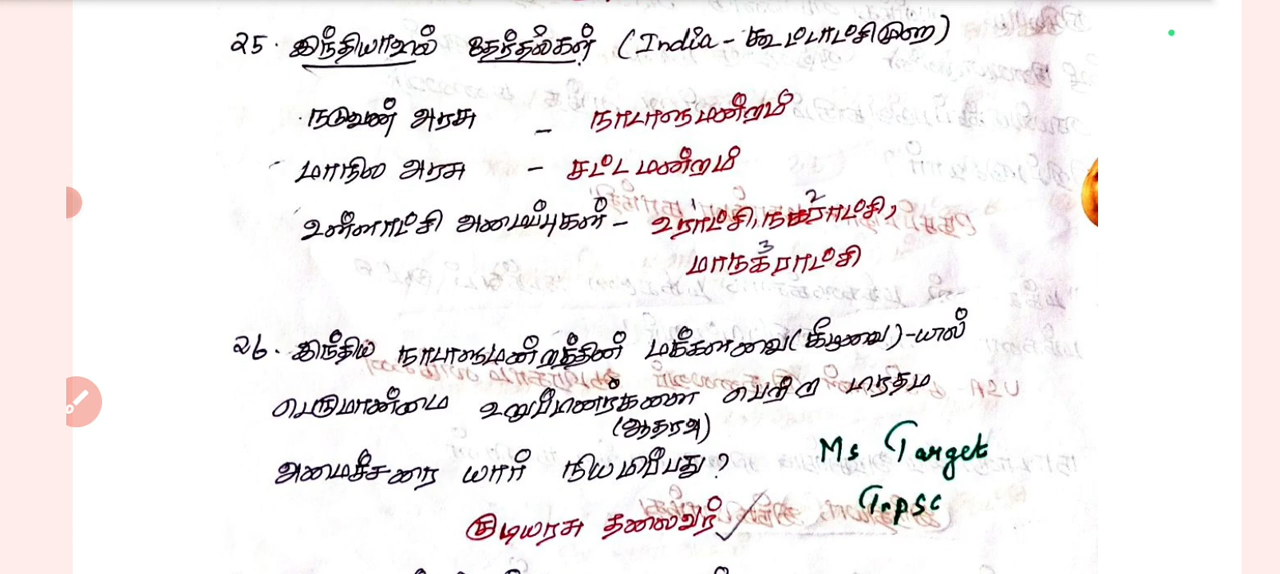 25. இந்தியாவில் தேர்தல்கள் (India - கூட்டாட்சிமுறை)
நடுவண் அரசு - நாடாளுமன்றம்
மாநில அரசு - சட்டமன்றம்
உள்ளாட்சி அமைப்புகள் - ஊராட்சி, நகராட்சி,
1 2
மாநகராட்சி
3
26. இந்திய நாடாளுமன்றத்தின் மக்களவை (கீழவை)-யில்
பெரும்பான்மை உறுப்பினர்களை பெற்ற பிரதம
(ஆதரவு)
அமைச்சரை யார் நியமிப்பது?
குடியரசு தலைவர்
Ms Target
Tnpsc